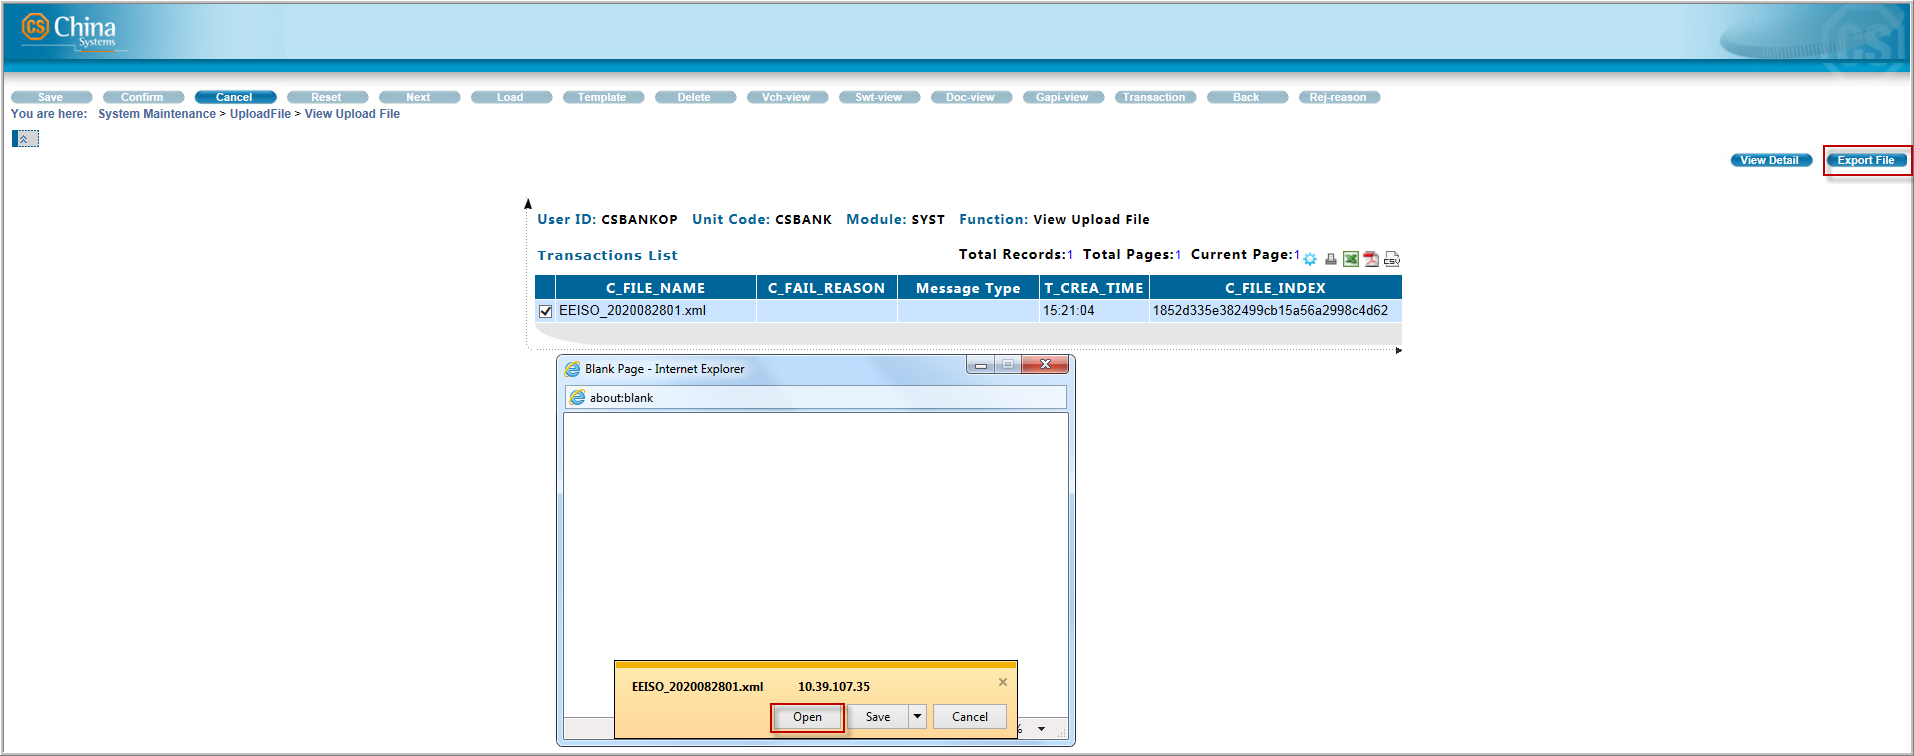 CS China
Systems
CS
Save Confirm Cancel Reset Next Load Template Delete Vch-view Swt-view Doc-view Gapi-view Transaction Back Rej-reason
You are here: System Maintenance > UploadFile > View Upload File
View Detail Export File
User ID: CSBANKOP Unit Code: CSBANK Module: SYST Function: View Upload File
Transactions List Total Records:1 Total Pages:1 Current Page:1 CSV
C_FILE_NAME C_FAIL_REASON Message Type T_CREA_TIME C_FILE_INDEX
EEISO_2020082801.xml 15:21:04 1852d335e382499cb15a56a2998c4d62
Blank Page - Internet Explorer
about:blank
EEISO_2020082801.xml 10.39.107.35
Open Save Cancel
%